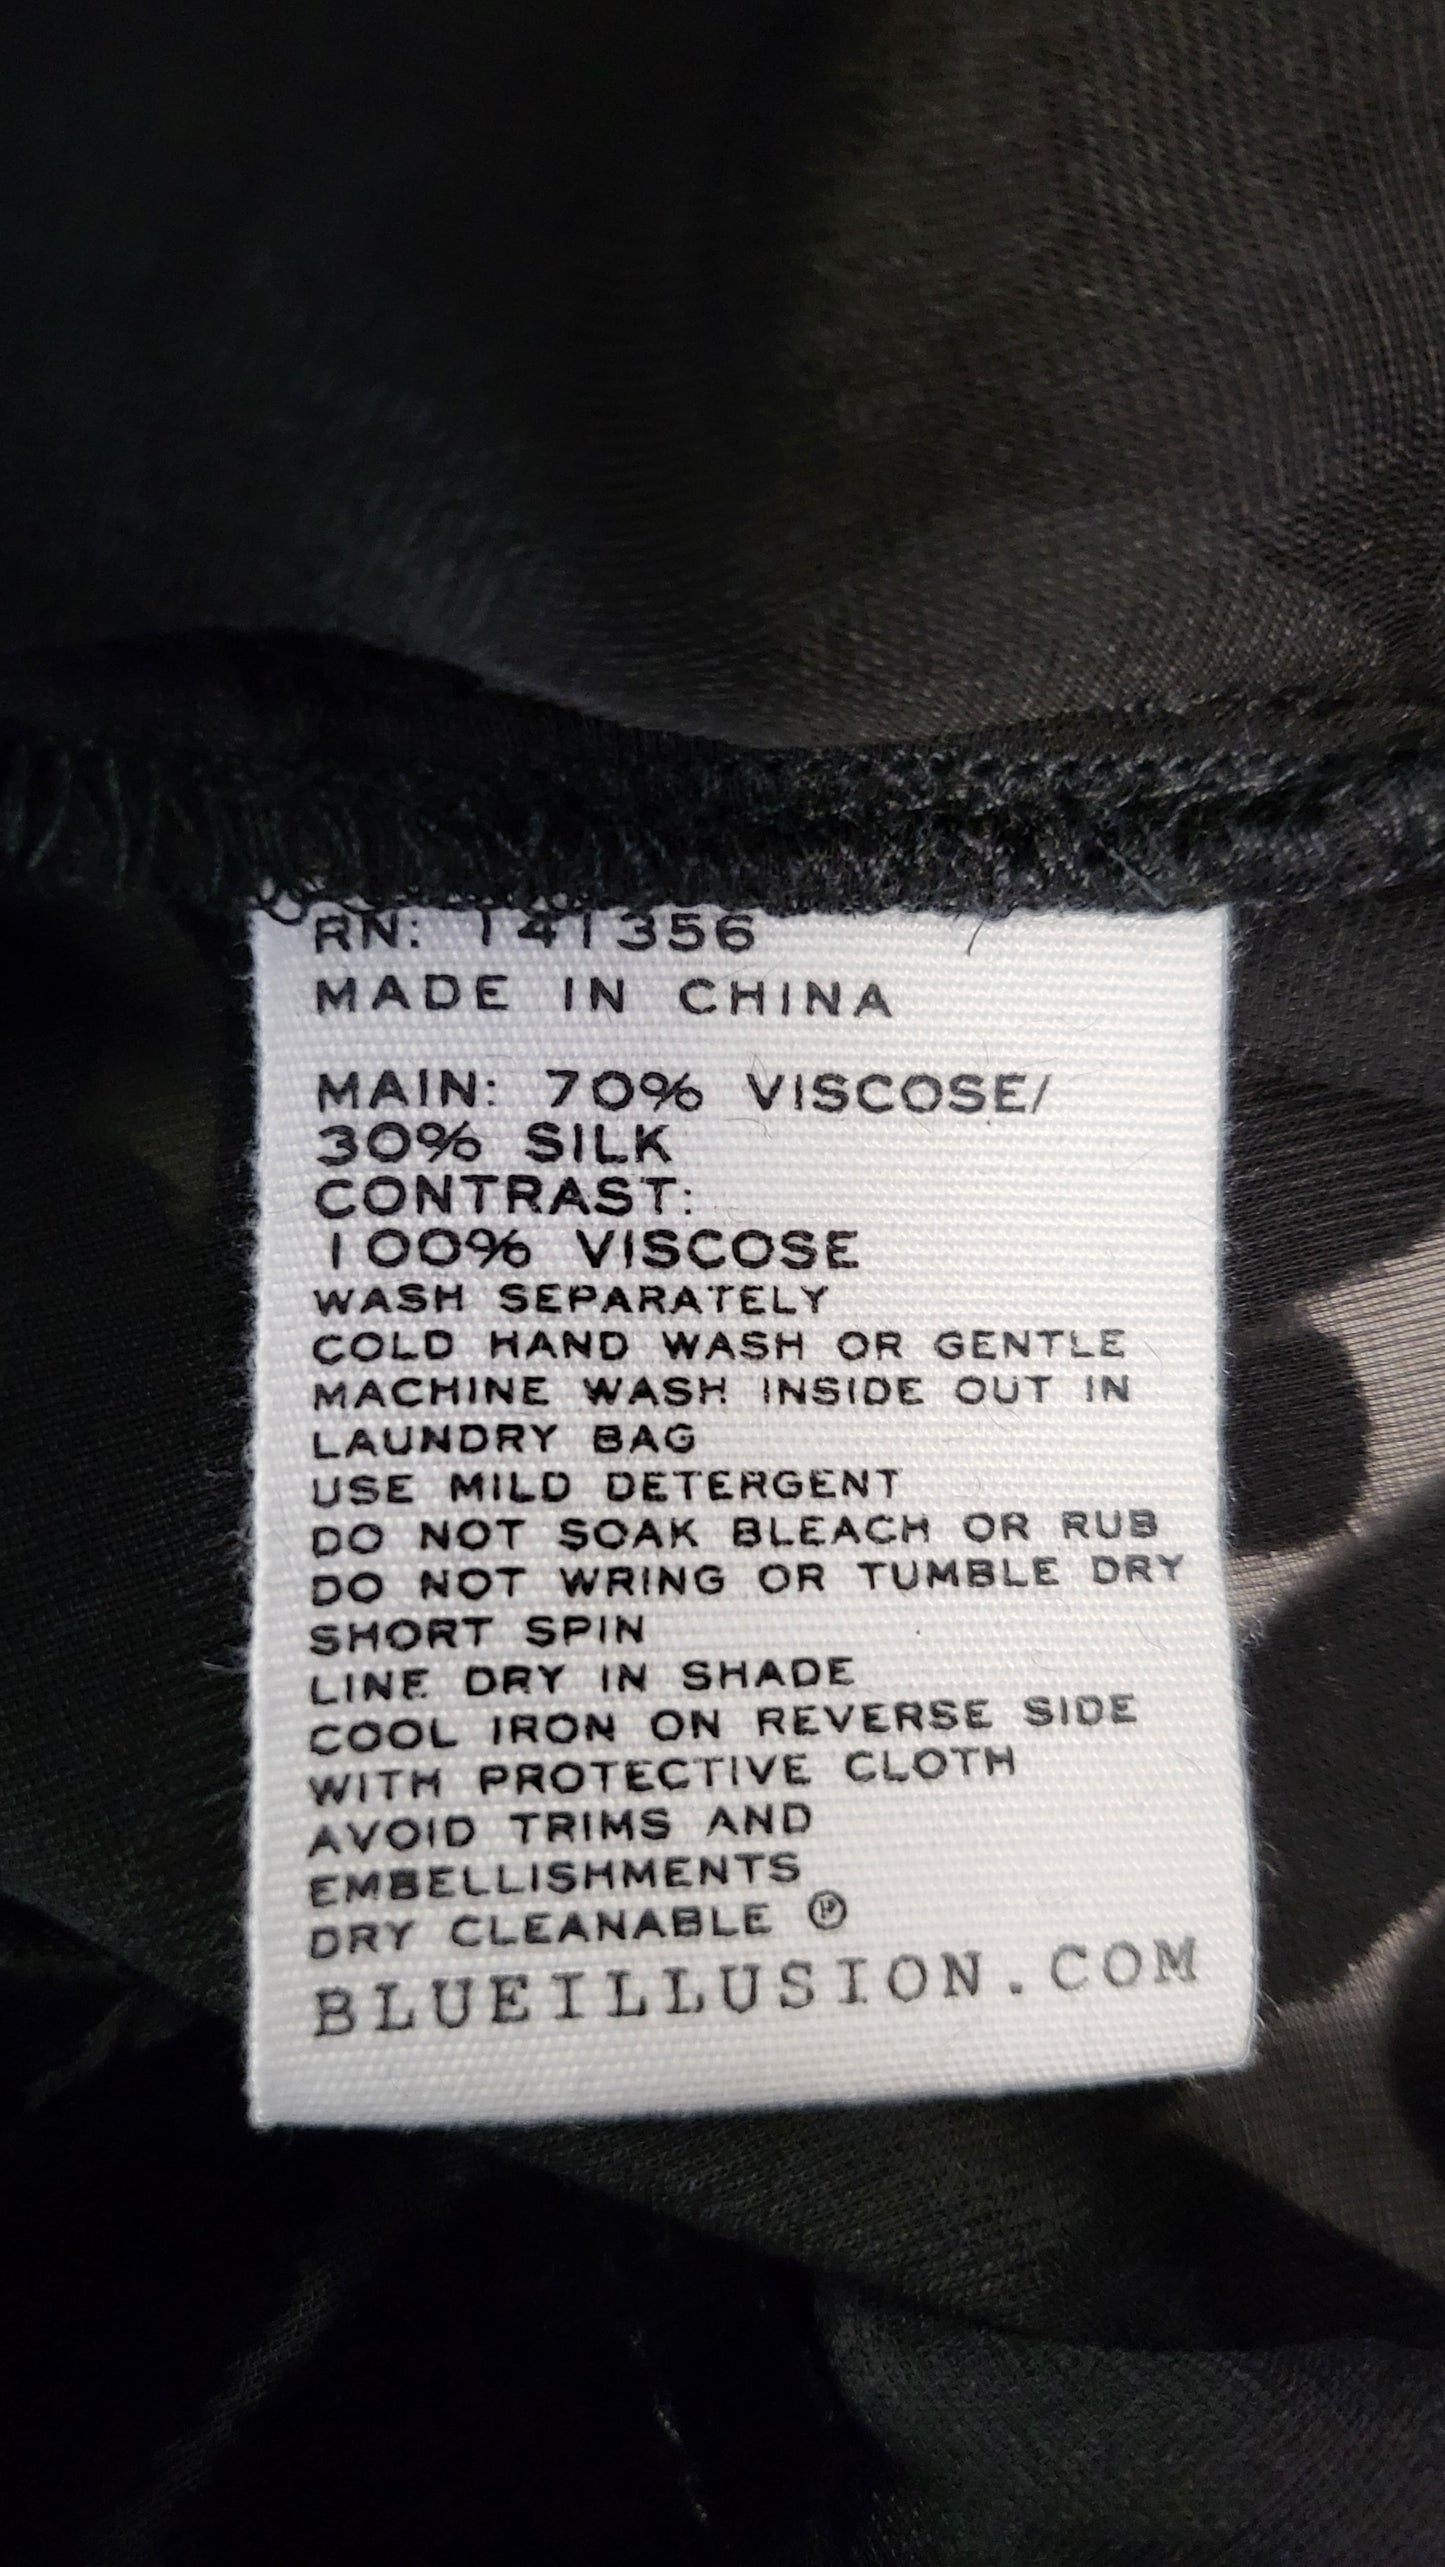 RN: 141356
MADE IN CHINA
MAIN: 70% VISCOSE/
30% SILK
CONTRAST:
100% VISCOSE
WASH SEPARATELY
COLD HAND WASH OR GENTLE
MACHINE WASH INSIDE OUT IN
LAUNDRY BAG
USE MILD DETERGENT
DO NOT SOAK BLEACH OR RUB
DO NOT WRING OR TUMBLE DRY
SHORT SPIN
LINE DRY IN SHADE
COOL IRON ON REVERSE SIDE
WITH PROTECTIVE CLOTH
AVOID TRIMS AND
EMBELLISHMENTS
DRY CLEANABLE Ⓟ
BLUEILLUSION.COM